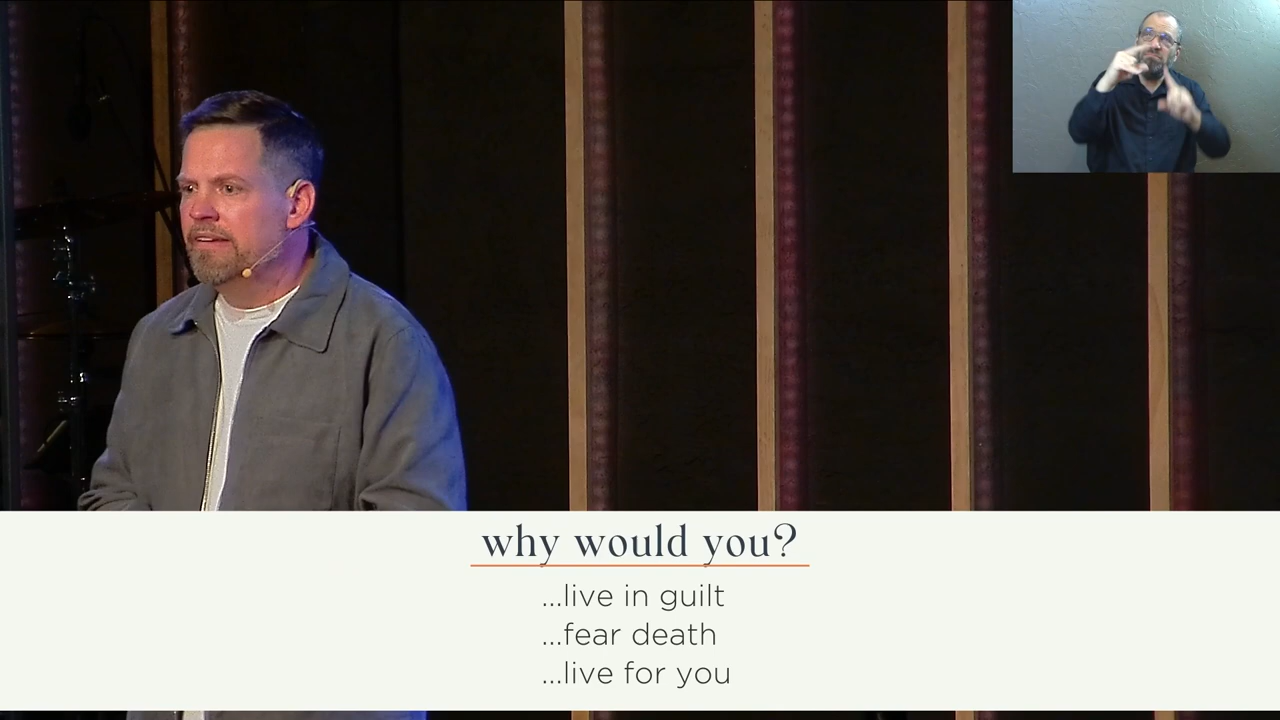 why would you?
...live in guilt
...fear death
...live for you